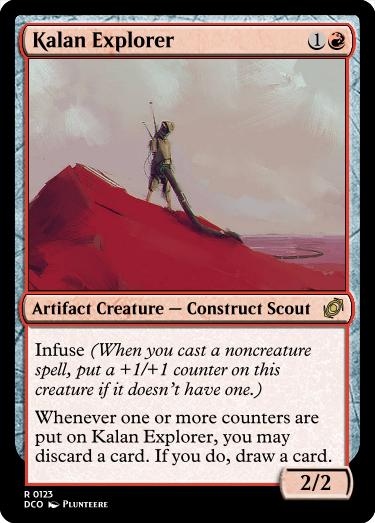 Kalan Explorer 1
Artifact Creature — Construct Scout
Infuse (When you cast a noncreature
spell, put a +1/+1 counter on this
creature if it doesn't have one.)
Whenever one or more counters are
put on Kalan Explorer, you may
discard a card. If you do, draw a card.
2/2
R 0123
DCO Plunteere